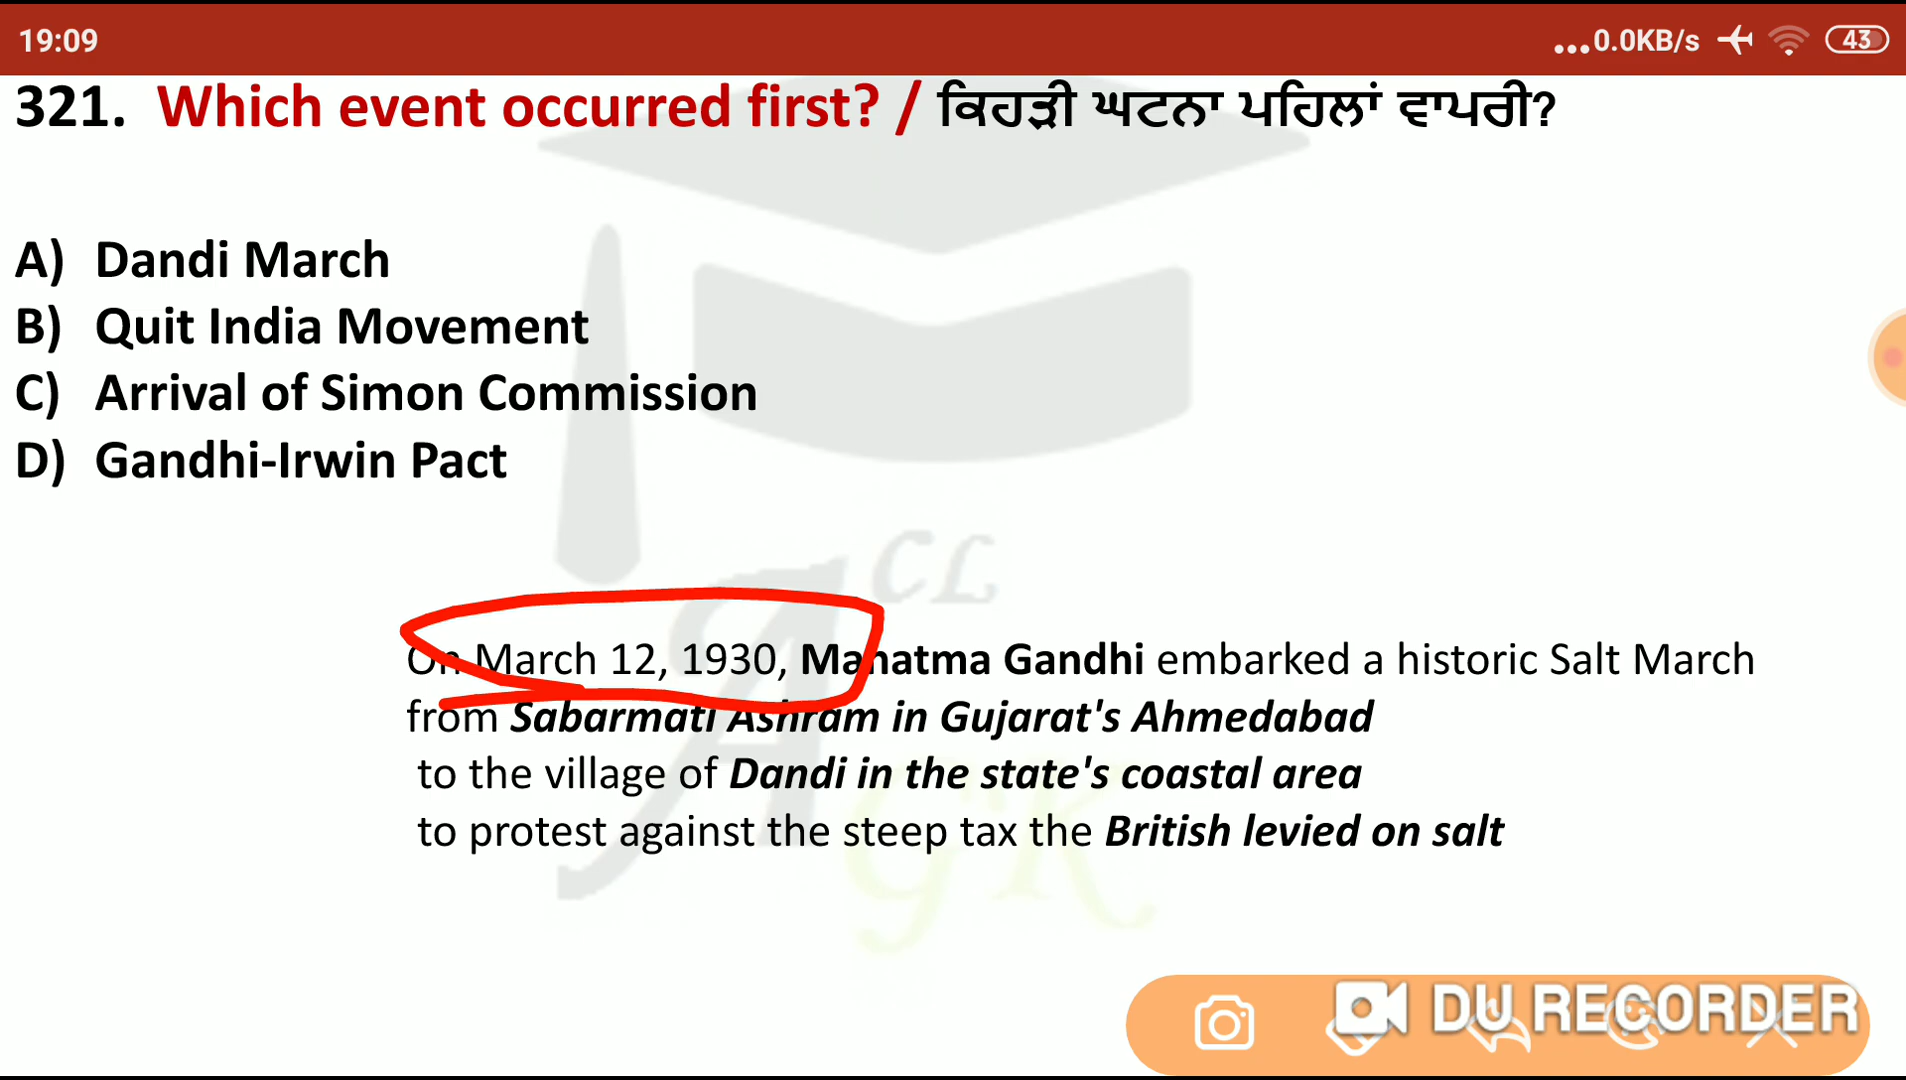 19:09
...0.0KB/s
43
321. Which event occurred first? / ਕਿਹੜੀ ਘਟਨਾ ਪਹਿਲਾਂ ਵਾਪਰੀ?
A) Dandi March
B) Quit India Movement
C) Arrival of Simon Commission
D) Gandhi-Irwin Pact
CL
On March 12, 1930, Mahatma Gandhi embarked a historic Salt March
from Sabarmati Ashram in Gujarat's Ahmedabad
to the village of Dandi in the state's coastal area
to protest against the steep tax the British levied on salt
A
GK
DU RECORDER